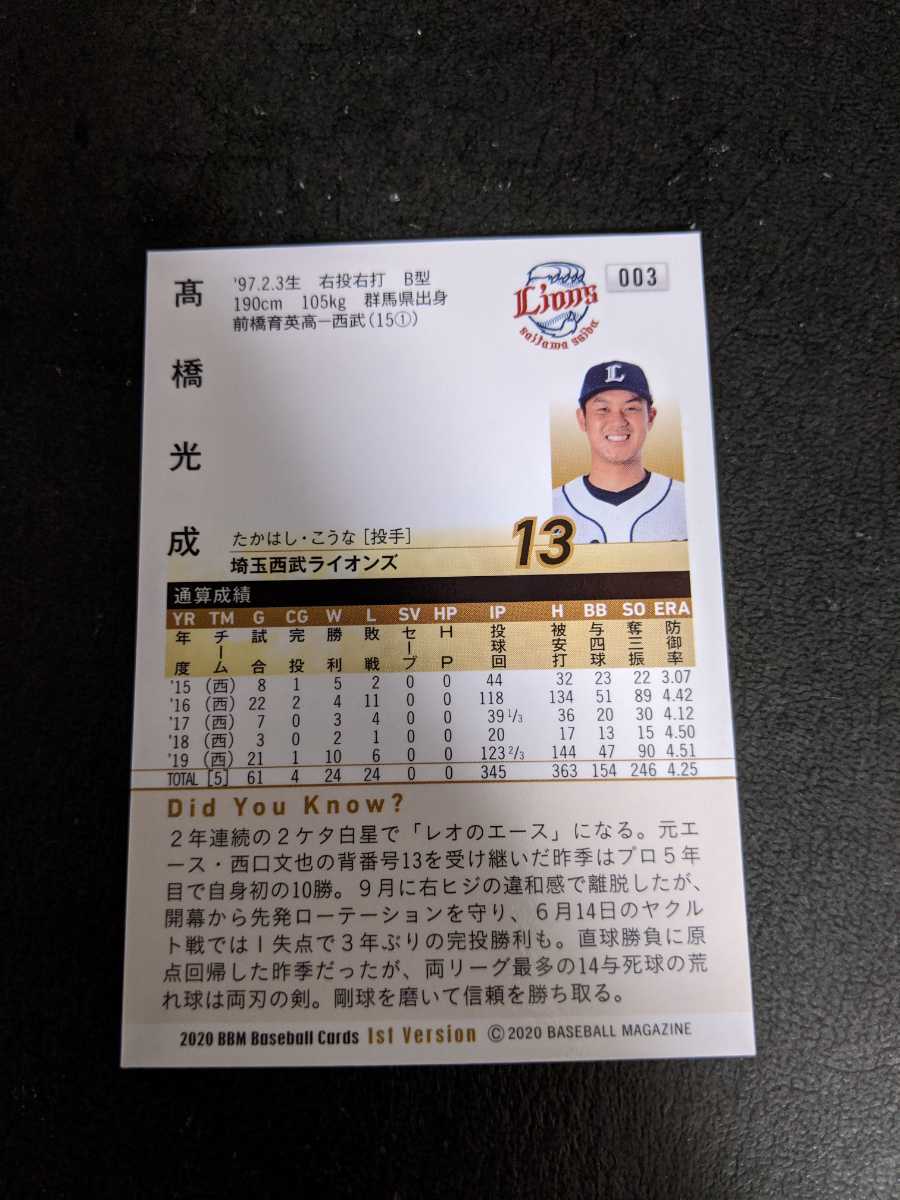 髙橋光成
'97.2.3生 右投右打 B型
190cm 105kg 群馬県出身
前橋育英高ー西武(15①)
Lions
saitama seibu
003
L
たかはし・こうな [投手]
埼玉西武ライオンズ
13
通算成績
YR TM G CG W L SV HP IP H BB SO ERA
年度 チーム 試合 完投 勝利 敗戦 セーブ HP 投球回 被安打 与四球 奪三振 防御率
'15 (西) 8 1 5 2 0 0 44 32 23 22 3.07
'16 (西) 22 2 4 11 0 0 118 134 51 89 4.42
'17 (西) 7 0 3 4 0 0 39 1/3 36 20 30 4.12
'18 (西) 3 0 2 1 0 0 20 17 13 15 4.50
'19 (西) 21 1 10 6 0 0 123 2/3 144 47 90 4.51
TOTAL [5] 61 4 24 24 0 0 345 363 154 246 4.25
Did You Know?
２年連続の２ケタ白星で「レオのエース」になる。元エ
ース・西口文也の背番号13を受け継いだ昨季はプロ５年
目で自身初の10勝。９月に右ヒジの違和感で離脱したが、
開幕から先発ローテーションを守り、６月14日のヤクル
ト戦では１失点で３年ぶりの完投勝利も。直球勝負に原
点回帰した昨季だったが、両リーグ最多の14与死球の荒
れ球は両刃の剣。剛球を磨いて信頼を勝ち取る。
2020 BBM Baseball Cards 1st Version ©2020 BASEBALL MAGAZINE